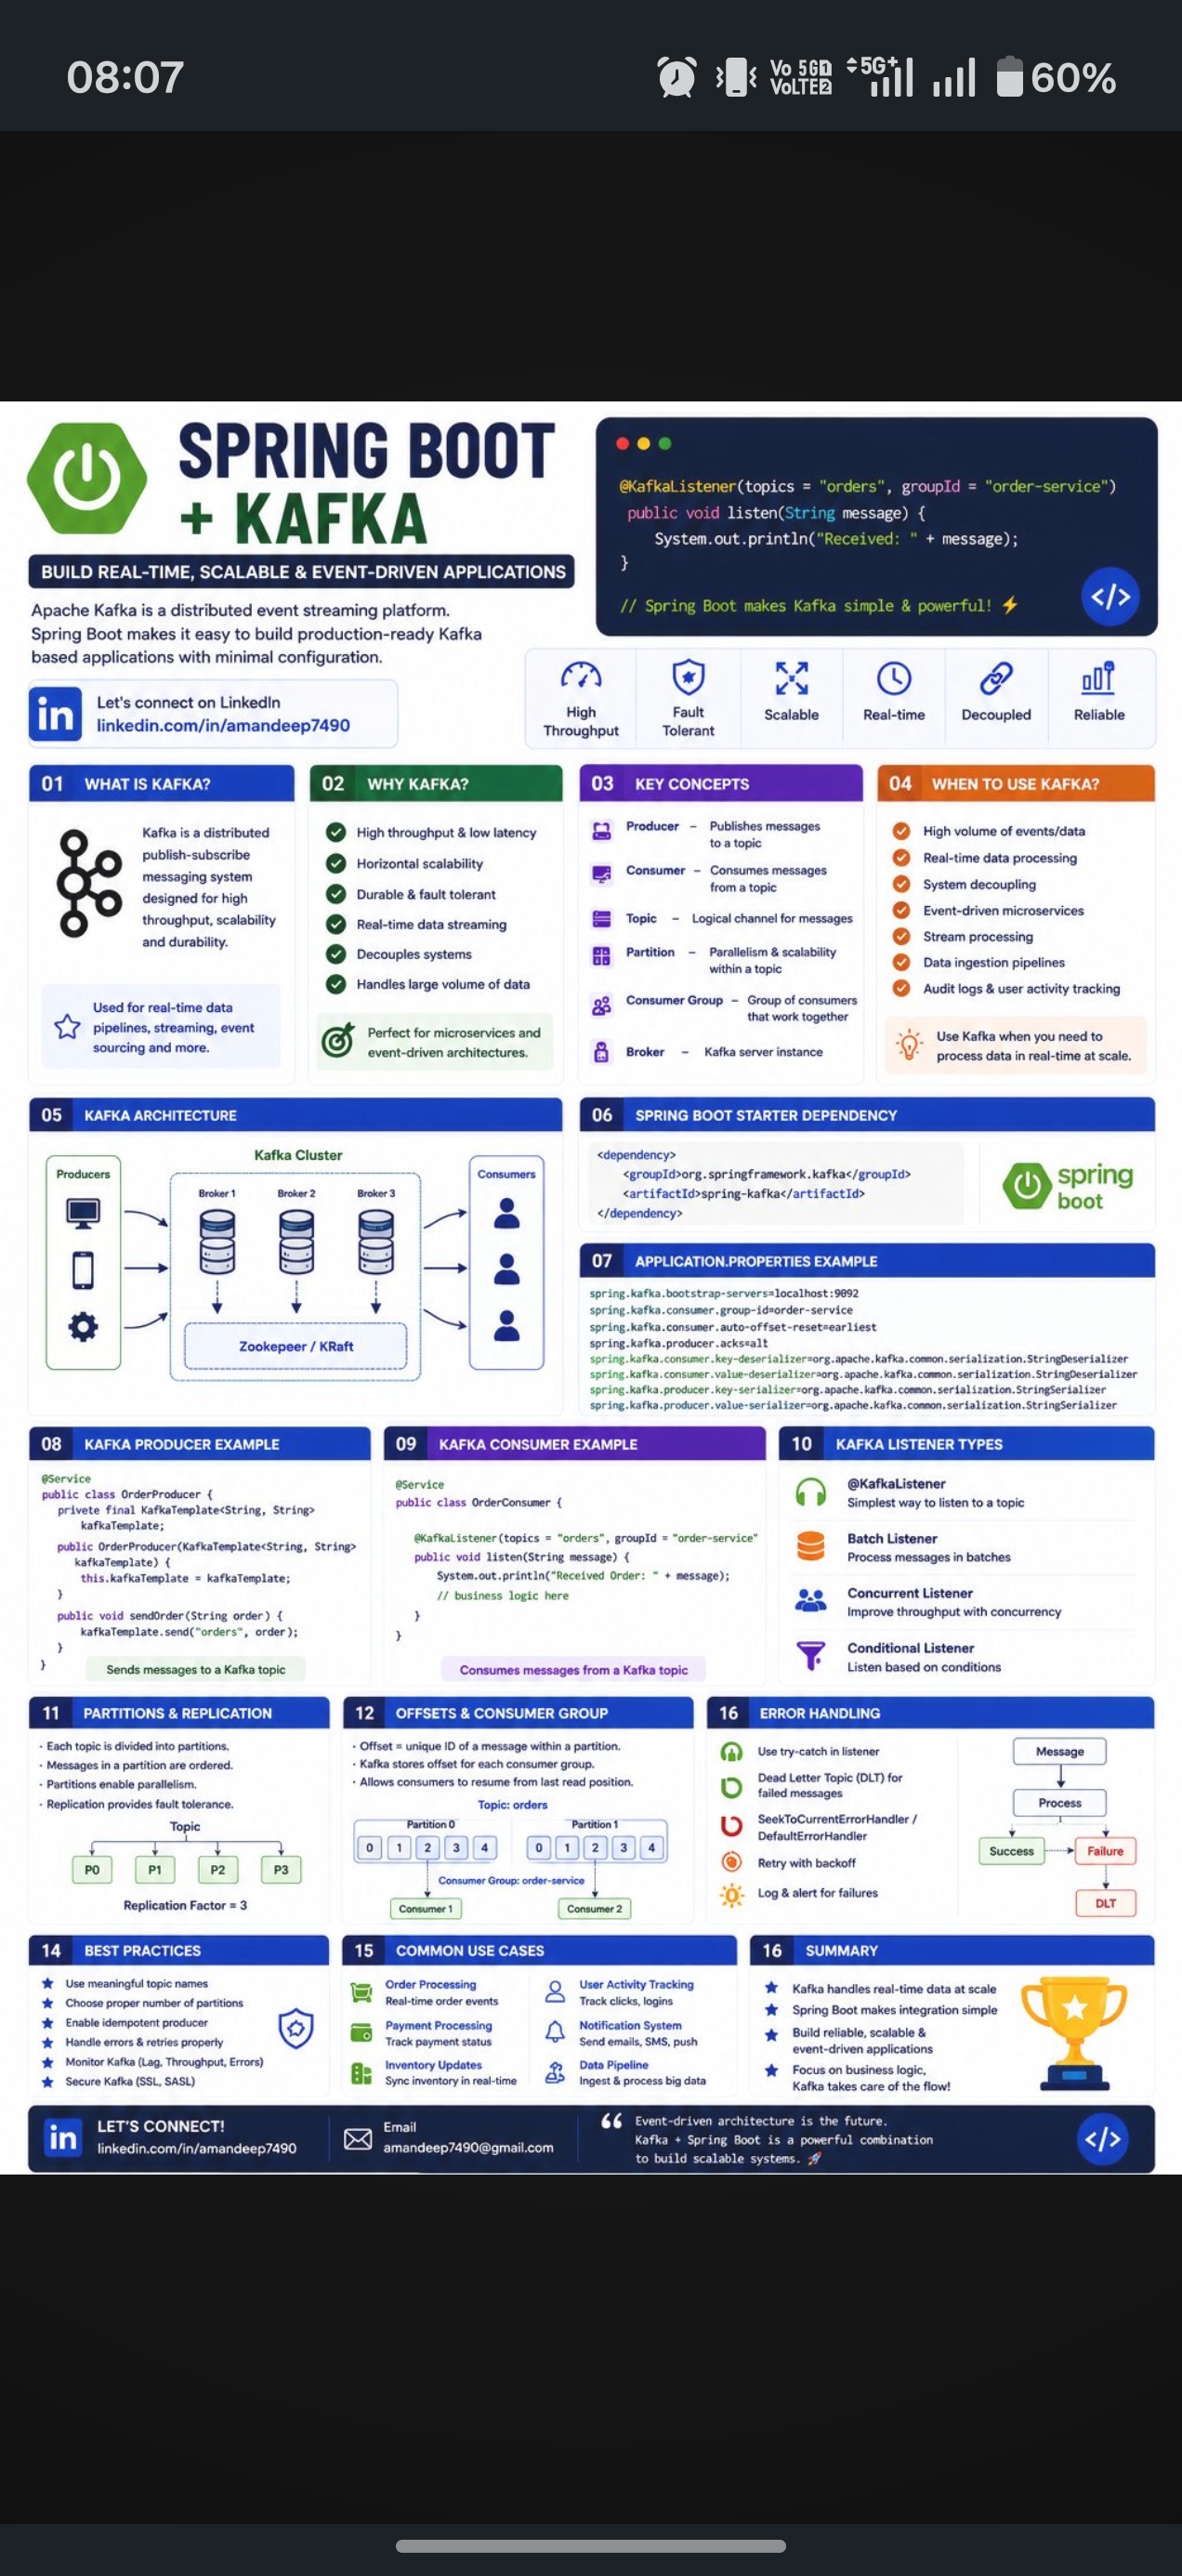 08:07
Vo 5G1
VoLTE2
5G+
60%
SPRING BOOT
+ KAFKA
BUILD REAL-TIME, SCALABLE & EVENT-DRIVEN APPLICATIONS
Apache Kafka is a distributed event streaming platform.
Spring Boot makes it easy to build production-ready Kafka
based applications with minimal configuration.
in
Let's connect on LinkedIn
linkedin.com/in/amandeep7490
@KafkaListener(topics = "orders", groupId = "order-service")
public void listen(String message) {
System.out.println("Received: " + message);
}
// Spring Boot makes Kafka simple & powerful! ⚡
</>
High
Throughput
Fault
Tolerant
Scalable
Real-time
Decoupled
Reliable
01 WHAT IS KAFKA?
Kafka is a distributed
publish-subscribe
messaging system
designed for high
throughput, scalability
and durability.
Used for real-time data
pipelines, streaming, event
sourcing and more.
02 WHY KAFKA?
High throughput & low latency
Horizontal scalability
Durable & fault tolerant
Real-time data streaming
Decouples systems
Handles large volume of data
Perfect for microservices and
event-driven architectures.
03 KEY CONCEPTS
Producer – Publishes messages
to a topic
Consumer – Consumes messages
from a topic
Topic – Logical channel for messages
Partition – Parallelism & scalability
within a topic
Consumer Group – Group of consumers
that work together
Broker – Kafka server instance
04 WHEN TO USE KAFKA?
High volume of events/data
Real-time data processing
System decoupling
Event-driven microservices
Stream processing
Data ingestion pipelines
Audit logs & user activity tracking
Use Kafka when you need to
process data in real-time at scale.
05 KAFKA ARCHITECTURE
Producers
Kafka Cluster
Broker 1
Broker 2
Broker 3
Zookepeer / KRaft
Consumers
06 SPRING BOOT STARTER DEPENDENCY
<dependency>
<groupId>org.springframework.kafka</groupId>
<artifactId>spring-kafka</artifactId>
</dependency>
spring
boot
07 APPLICATION.PROPERTIES EXAMPLE
spring.kafka.bootstrap-servers=localhost:9092
spring.kafka.consumer.group-id=order-service
spring.kafka.consumer.auto-offset-reset=earliest
spring.kafka.producer.acks=alt
spring.kafka.consumer.key-deserializer=org.apache.kafka.common.serialization.StringDeserializer
spring.kafka.consumer.value-deserializer=org.apache.kafka.common.serialization.StringDeserializer
spring.kafka.producer.key-serializer=org.apache.kafka.common.serialization.StringSerializer
spring.kafka.producer.value-serializer=org.apache.kafka.common.serialization.StringSerializer
08 KAFKA PRODUCER EXAMPLE
@Service
public class OrderProducer {
private final KafkaTemplate<String, String>
kafkaTemplate;
public OrderProducer(KafkaTemplate<String, String>
kafkaTemplate) {
this.kafkaTemplate = kafkaTemplate;
}
public void sendOrder(String order) {
kafkaTemplate.send("orders", order);
}
}
Sends messages to a Kafka topic
09 KAFKA CONSUMER EXAMPLE
@Service
public class OrderConsumer {
@KafkaListener(topics = "orders", groupId = "order-service"
public void listen(String message) {
System.out.println("Received Order: " + message);
// business logic here
}
}
Consumes messages from a Kafka topic
10 KAFKA LISTENER TYPES
@KafkaListener
Simplest way to listen to a topic
Batch Listener
Process messages in batches
Concurrent Listener
Improve throughput with concurrency
Conditional Listener
Listen based on conditions
11 PARTITIONS & REPLICATION
· Each topic is divided into partitions.
· Messages in a partition are ordered.
· Partitions enable parallelism.
· Replication provides fault tolerance.
Topic
P0 P1 P2 P3
Replication Factor = 3
12 OFFSETS & CONSUMER GROUP
· Offset = unique ID of a message within a partition.
· Kafka stores offset for each consumer group.
· Allows consumers to resume from last read position.
Topic: orders
Partition 0
Partition 1
0 1 2 3 4
0 1 2 3 4
Consumer Group: order-service
Consumer 1
Consumer 2
16 ERROR HANDLING
Use try-catch in listener
Dead Letter Topic (DLT) for
failed messages
SeekToCurrentErrorHandler /
DefaultErrorHandler
Retry with backoff
Log & alert for failures
Message
Process
Success
Failure
DLT
14 BEST PRACTICES
Use meaningful topic names
Choose proper number of partitions
Enable idempotent producer
Handle errors & retries properly
Monitor Kafka (Lag, Throughput, Errors)
Secure Kafka (SSL, SASL)
15 COMMON USE CASES
Order Processing
Real-time order events
Payment Processing
Track payment status
Inventory Updates
Sync inventory in real-time
User Activity Tracking
Track clicks, logins
Notification System
Send emails, SMS, push
Data Pipeline
Ingest & process big data
16 SUMMARY
Kafka handles real-time data at scale
Spring Boot makes integration simple
Build reliable, scalable &
event-driven applications
Focus on business logic,
Kafka takes care of the flow!
in
LET'S CONNECT!
linkedin.com/in/amandeep7490
Email
amandeep7490@gmail.com
“ Event-driven architecture is the future.
Kafka + Spring Boot is a powerful combination
to build scalable systems. 🚀
</>